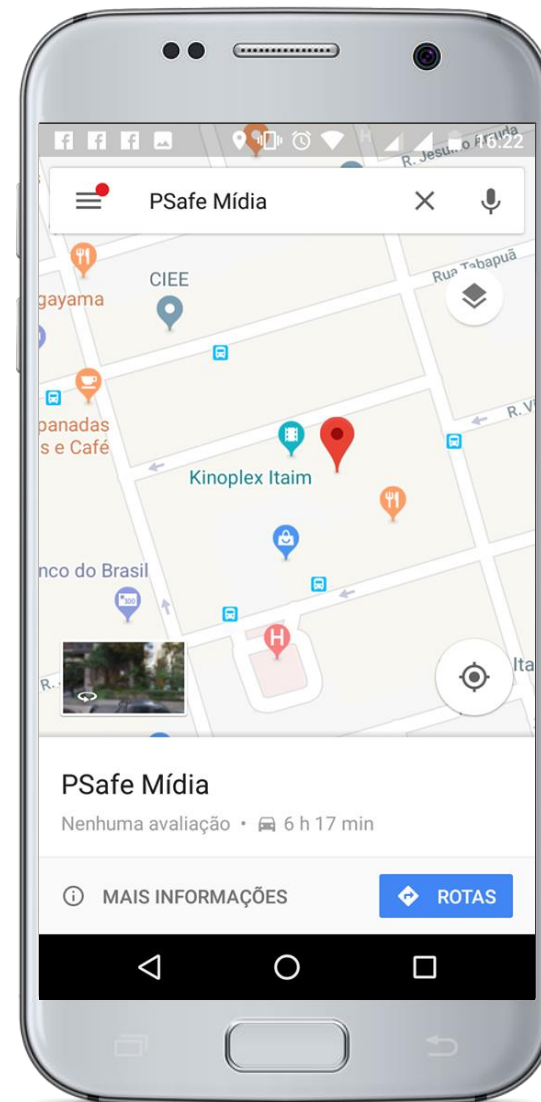 R. Jesuíno Arruda
16:22
PSafe Mídia
Rua Tabapuã
CIEE
gayama
R. V
panadas
s e Café
Kinoplex Itaim
nco do Brasil
H
Ita
R.
PSafe Mídia
Nenhuma avaliação • 6 h 17 min
MAIS INFORMAÇÕES
ROTAS